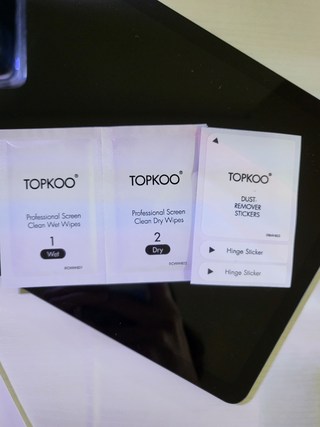 TOPKOO®
Professional Screen
Clean Wet Wipes
1
Wet
TOPKOO®
Professional Screen
Clean Dry Wipes
2
Dry
TOPKOO®
DUST-
REMOVER
STICKERS
Hinge Sticker
Hinge Sticker